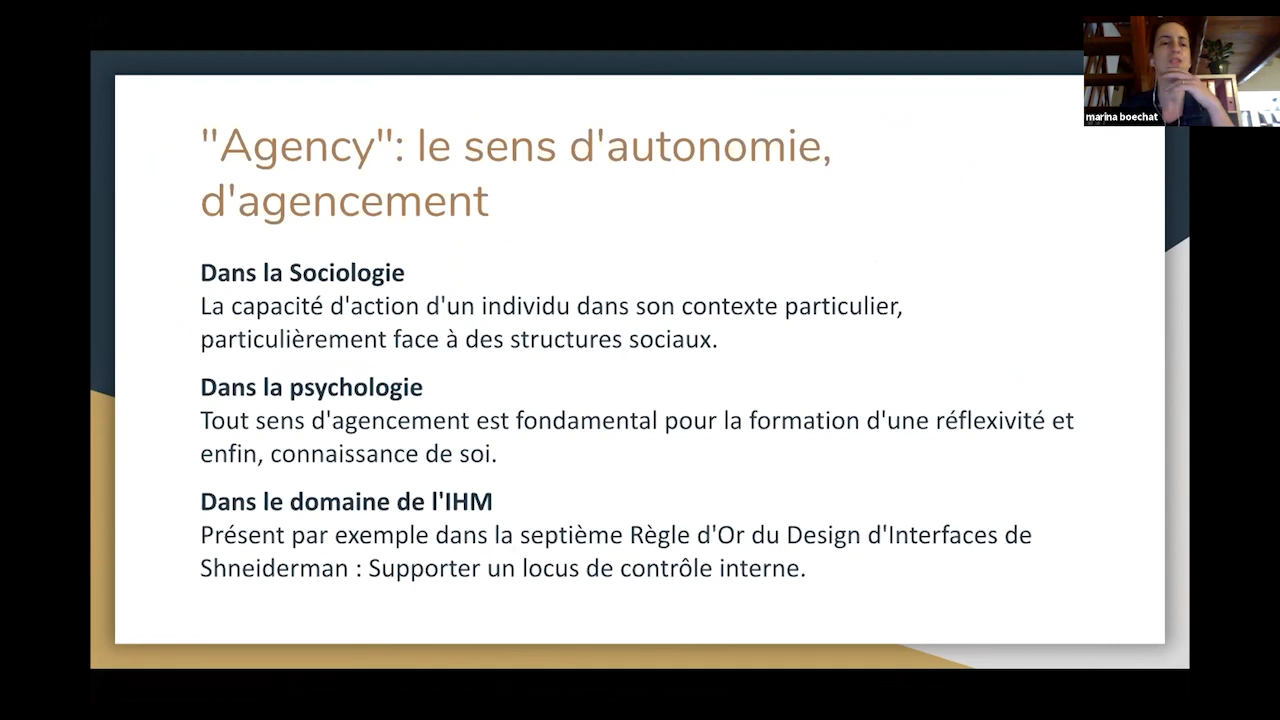 "Agency": le sens d'autonomie,
d'agencement
Dans la Sociologie
La capacité d'action d'un individu dans son contexte particulier,
particulièrement face à des structures sociaux.
Dans la psychologie
Tout sens d'agencement est fondamental pour la formation d'une réflexivité et
enfin, connaissance de soi.
Dans le domaine de l'IHM
Présent par exemple dans la septième Règle d'Or du Design d'Interfaces de
Shneiderman : Supporter un locus de contrôle interne.
marina boechat